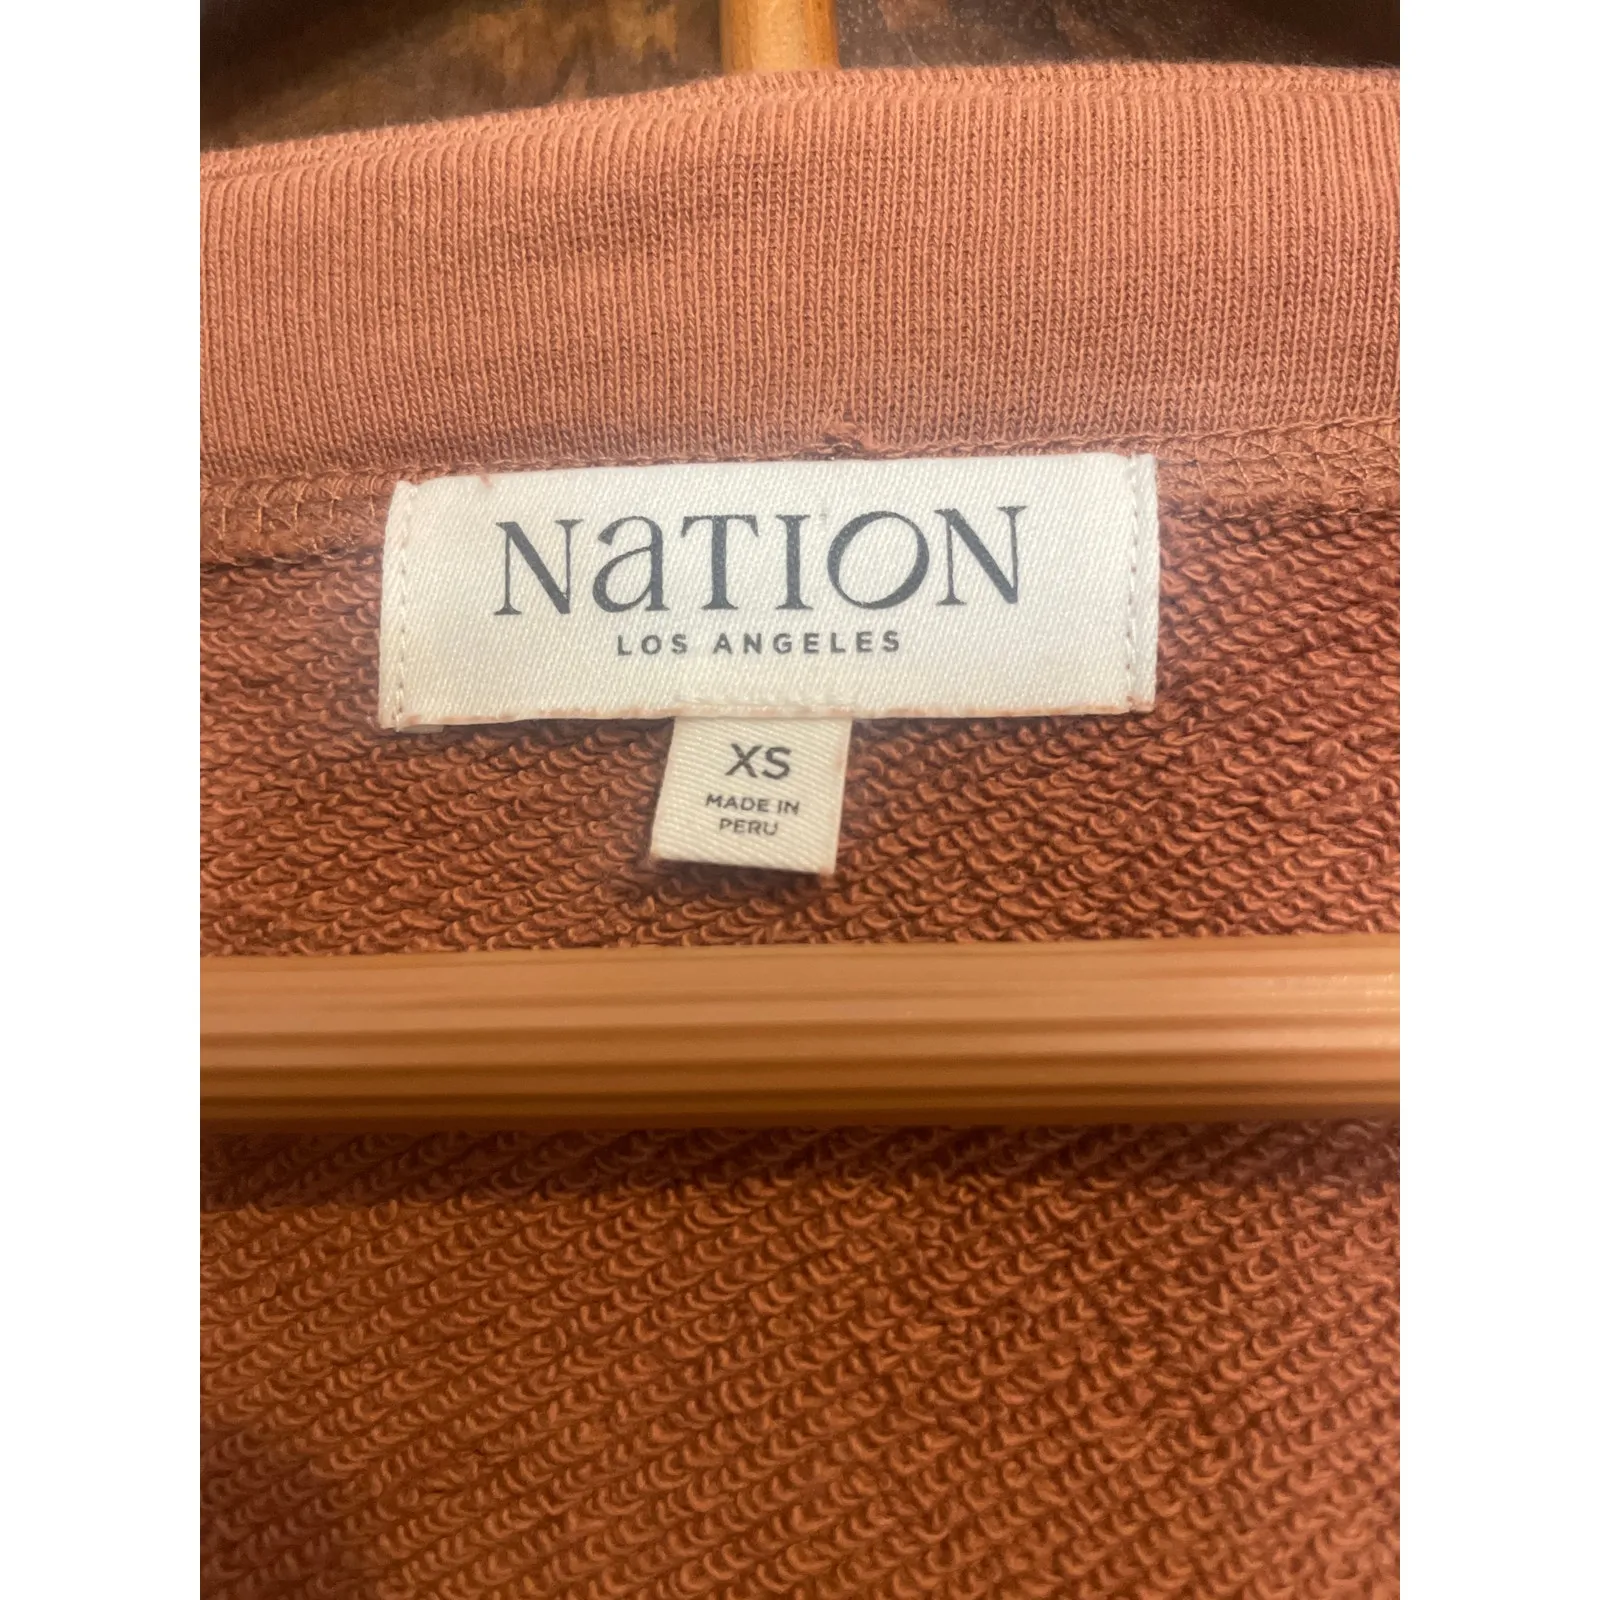 NaTION
LOS ANGELES
XS
MADE IN
PERU